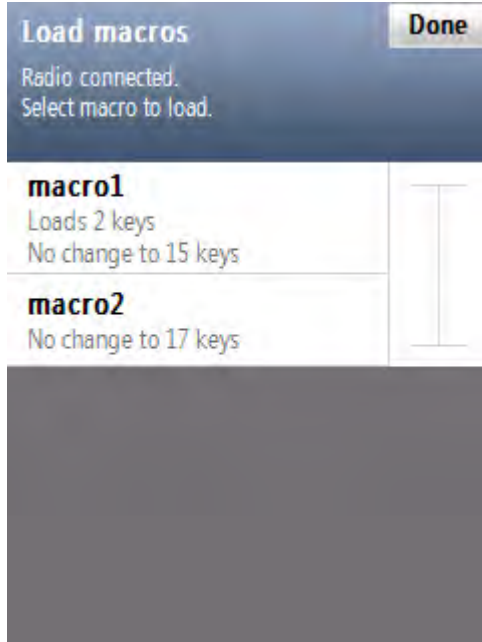 Load macros
Done
Radio connected.
Select macro to load.
macro1
Loads 2 keys
No change to 15 keys
macro2
No change to 17 keys